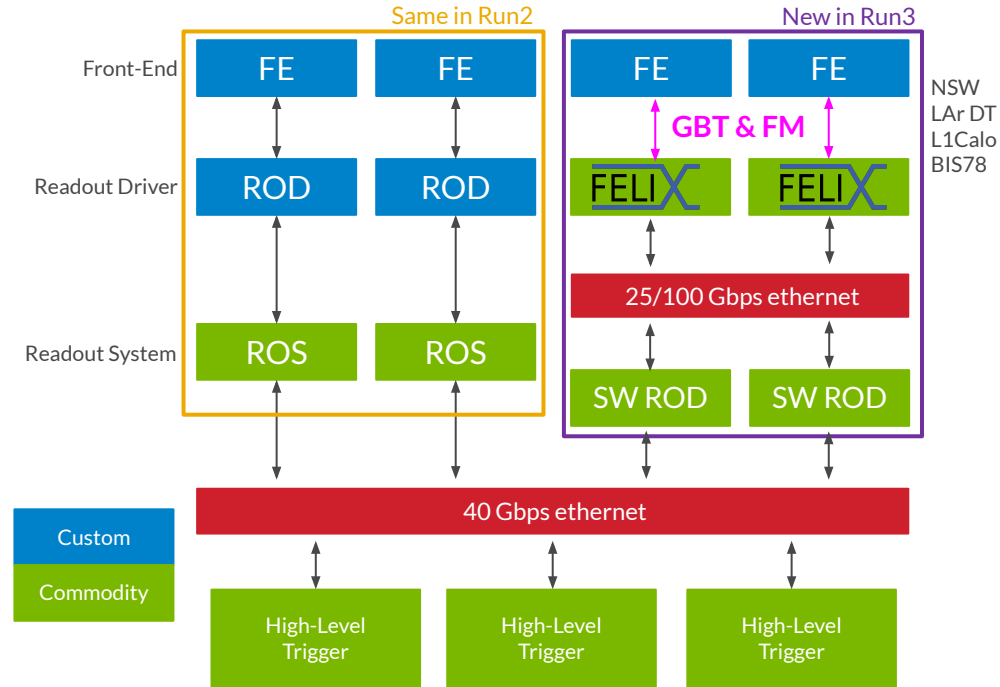 Same in Run2
New in Run3
Front-End
FE
FE
FE
FE
NSW
LAr DT
L1Calo
BIS78
GBT & FM
Readout Driver
ROD
ROD
FELIX
FELIX
25/100 Gbps ethernet
Readout System
ROS
ROS
SW ROD
SW ROD
40 Gbps ethernet
Custom
Commodity
High-Level
Trigger
High-Level
Trigger
High-Level
Trigger